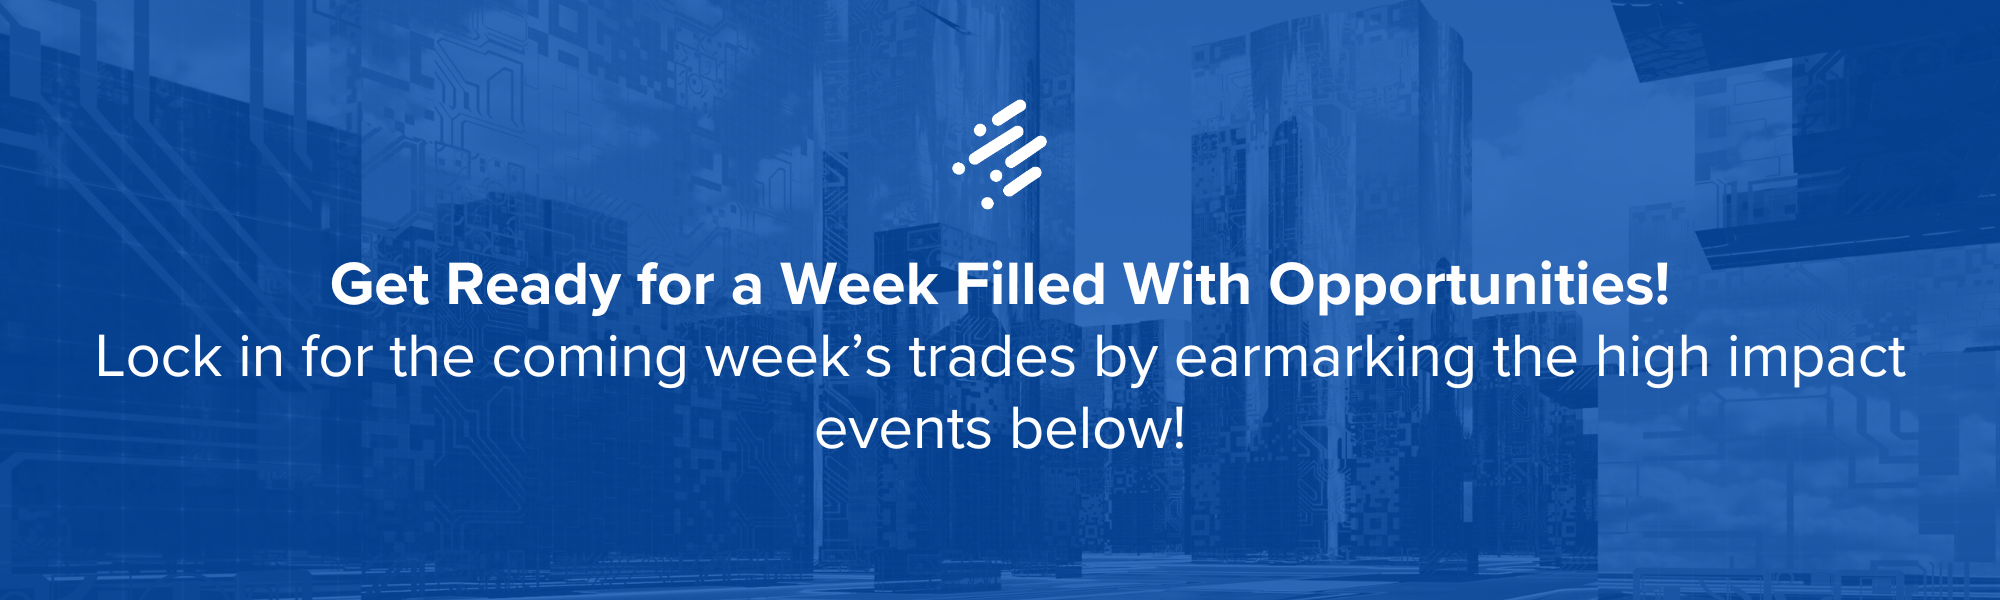 Get Ready for a Week Filled With Opportunities!
Lock in for the coming week’s trades by earmarking the high impact
events below!